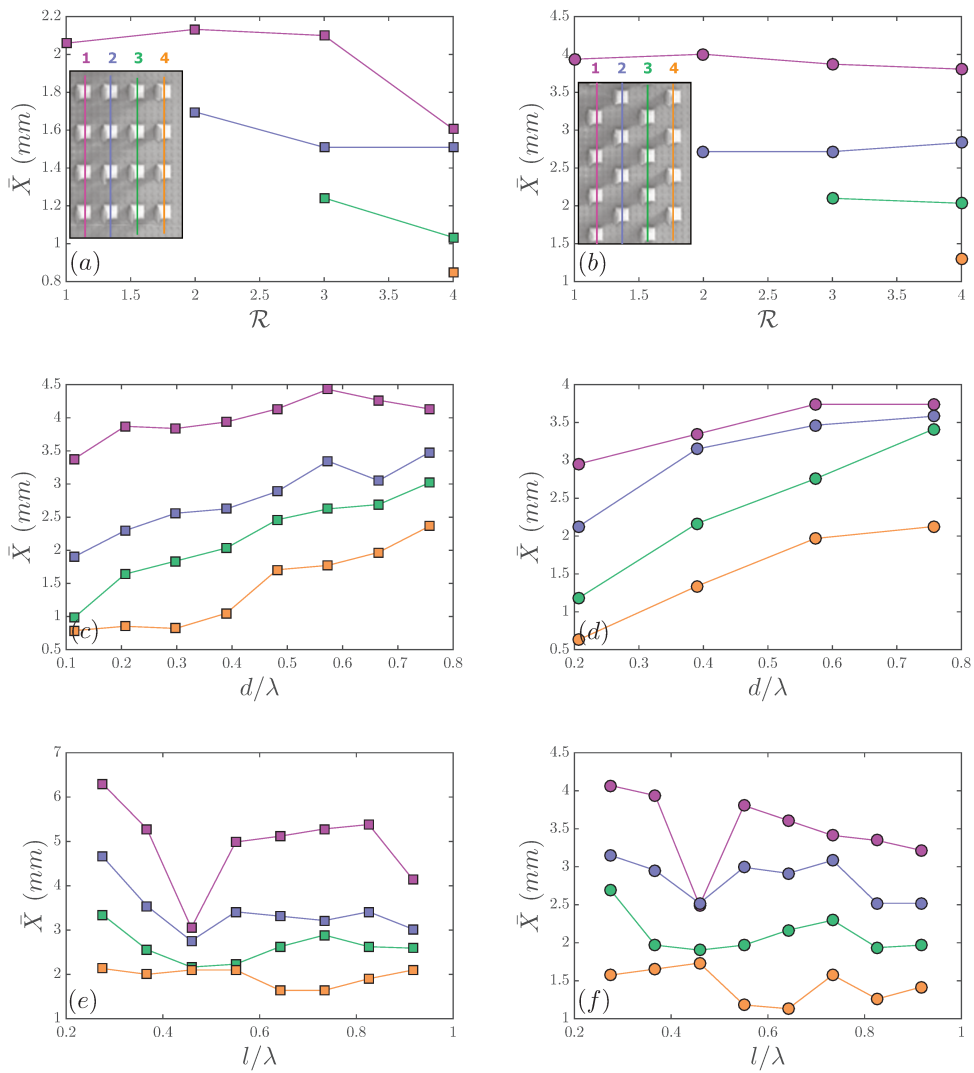 2.2
2
1.8
1.6
1.4
1.2
1
0.8
X̄ (mm)
1 2 3 4
(a)
1 1.5 2 2.5 3 3.5 4
ℛ
4.5
4
3.5
3
2.5
2
1.5
1
X̄ (mm)
1 2 3 4
(b)
1 1.5 2 2.5 3 3.5 4
ℛ
4.5
4
3.5
3
2.5
2
1.5
1
0.5
X̄ (mm)
(c)
0.1 0.2 0.3 0.4 0.5 0.6 0.7 0.8
d/λ
4
3.5
3
2.5
2
1.5
1
0.5
X̄ (mm)
(d)
0.2 0.3 0.4 0.5 0.6 0.7 0.8
d/λ
7
6
5
4
3
2
1
X̄ (mm)
(e)
0.2 0.4 0.6 0.8 1
l/λ
4.5
4
3.5
3
2.5
2
1.5
1
X̄ (mm)
(f)
0.2 0.4 0.6 0.8 1
l/λ